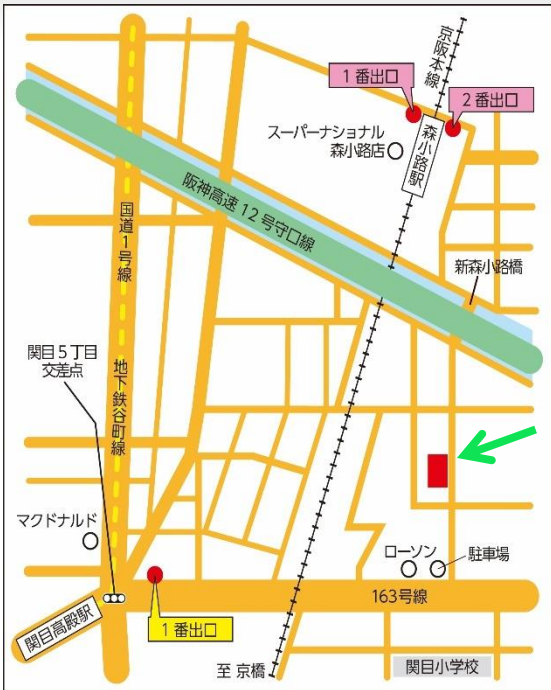 京阪本線
1番出口
2番出口
スーパーナショナル
森小路店
森小路駅
阪神高速12号守口線
国道1号線
新森小路橋
関目5丁目
交差点
地下鉄谷町線
マクドナルド
ローソン
駐車場
163号線
関目高殿駅
1番出口
至 京橋
関目小学校